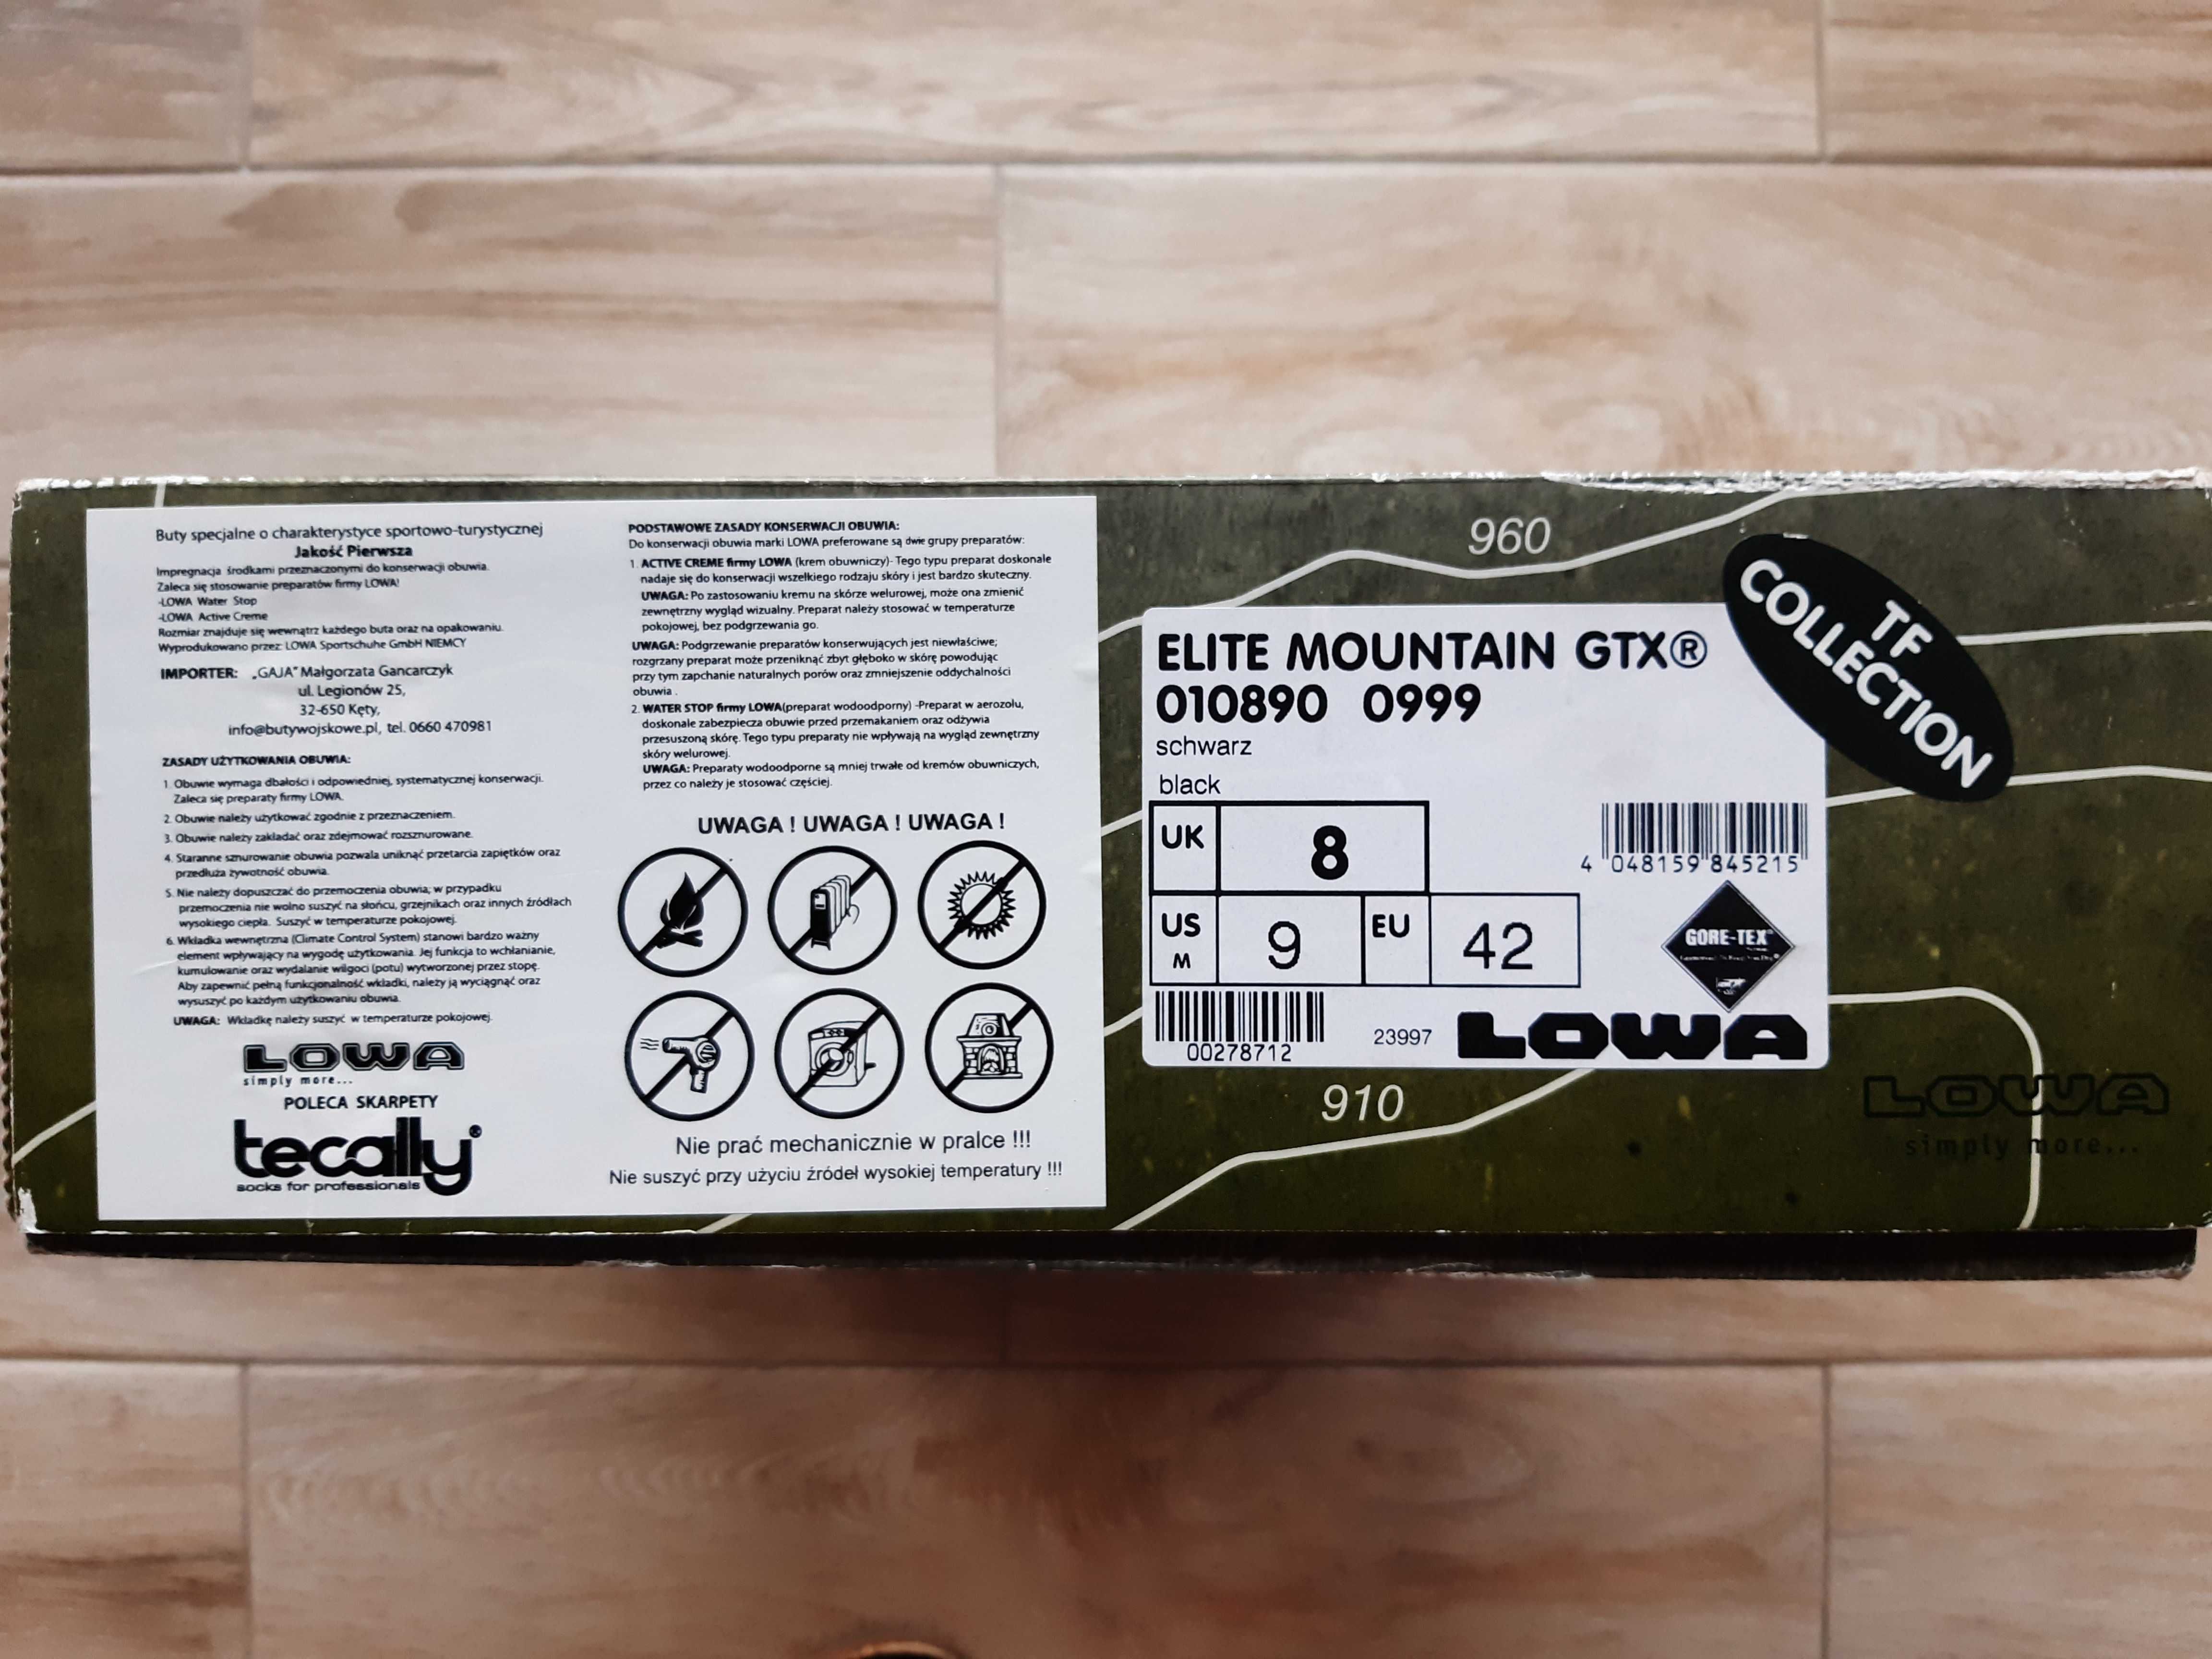 Buty specjalne o charakterystyce sportowo-turystycznej
Jakość Pierwsza
Impregnacja środkami przeznaczonymi do konserwacji obuwia.
Zaleca się stosowanie preparatów firmy LOWA!
-LOWA Water Stop
-LOWA Active Creme
Rozmiar znajduje się wewnątrz każdego buta oraz na opakowaniu.
Wyprodukowano przez: LOWA Sportschuhe GmbH NIEMCY
IMPORTER: „GAJA" Małgorzata Gancarczyk
ul. Legionów 25,
32-650 Kęty,
info@butywojskowe.pl, tel. 0660 470981
ZASADY UŻYTKOWANIA OBUWIA:
1. Obuwie wymaga dbałości i odpowiedniej, systematycznej konserwacji.
Zaleca się preparaty firmy LOWA.
2. Obuwie należy użytkować zgodnie z przeznaczeniem.
3. Obuwie należy zakładać oraz zdejmować rozsznurowane.
4. Staranne sznurowanie obuwia pozwala uniknąć przetarcia zapiętków oraz
przedłuża żywotność obuwia.
5. Nie należy dopuszczać do przemoczenia obuwia; w przypadku
przemoczenia nie wolno suszyć na słońcu, grzejnikach oraz innych źródłach
wysokiego ciepła. Suszyć w temperaturze pokojowej.
6. Wkładka wewnętrzna (Climate Control System) stanowi bardzo ważny
element wpływający na wygodę użytkowania. Jej funkcja to wchłanianie,
kumulowanie oraz wydalanie wilgoci (potu) wytworzonej przez stopę.
Aby zapewnić pełną funkcjonalność wkładki, należy ją wyciągnąć oraz
wysuszyć po każdym użytkowaniu obuwia.
UWAGA: Wkładkę należy suszyć w temperaturze pokojowej.
LOWA
simply more...
POLECA SKARPETY
tecally®
socks for professionals
PODSTAWOWE ZASADY KONSERWACJI OBUWIA:
Do konserwacji obuwia marki LOWA preferowane są dwie grupy preparatów:
1. ACTIVE CREME firmy LOWA (krem obuwniczy)- Tego typu preparat doskonale
nadaje się do konserwacji wszelkiego rodzaju skóry i jest bardzo skuteczny.
UWAGA: Po zastosowaniu kremu na skórze welurowej, może ona zmienić
zewnętrzny wygląd wizualny. Preparat należy stosować w temperaturze
pokojowej, bez podgrzewania go.
UWAGA: Podgrzewanie preparatów konserwujących jest niewłaściwe;
rozgrzany preparat może przeniknąć zbyt głęboko w skórę powodując
przy tym zapchanie naturalnych porów oraz zmniejszenie oddychalności
obuwia .
2. WATER STOP firmy LOWA(preparat wodoodporny) -Preparat w aerozolu,
doskonale zabezpiecza obuwie przed przemakaniem oraz odżywia
przesuszoną skórę. Tego typu preparaty nie wpływają na wygląd zewnętrzny
skóry welurowej.
UWAGA: Preparaty wodoodporne są mniej trwałe od kremów obuwniczych,
przez co należy je stosować częściej.
UWAGA ! UWAGA ! UWAGA !
Nie prać mechanicznie w pralce !!!
Nie suszyć przy użyciu źródeł wysokiej temperatury !!!
960
TF
COLLECTION
ELITE MOUNTAIN GTX®
010890 0999
schwarz
black
UK 8
4 048159 845215
US M 9 EU 42
GORE-TEX
00278712
23997
LOWA
910
LOWA
simply more...